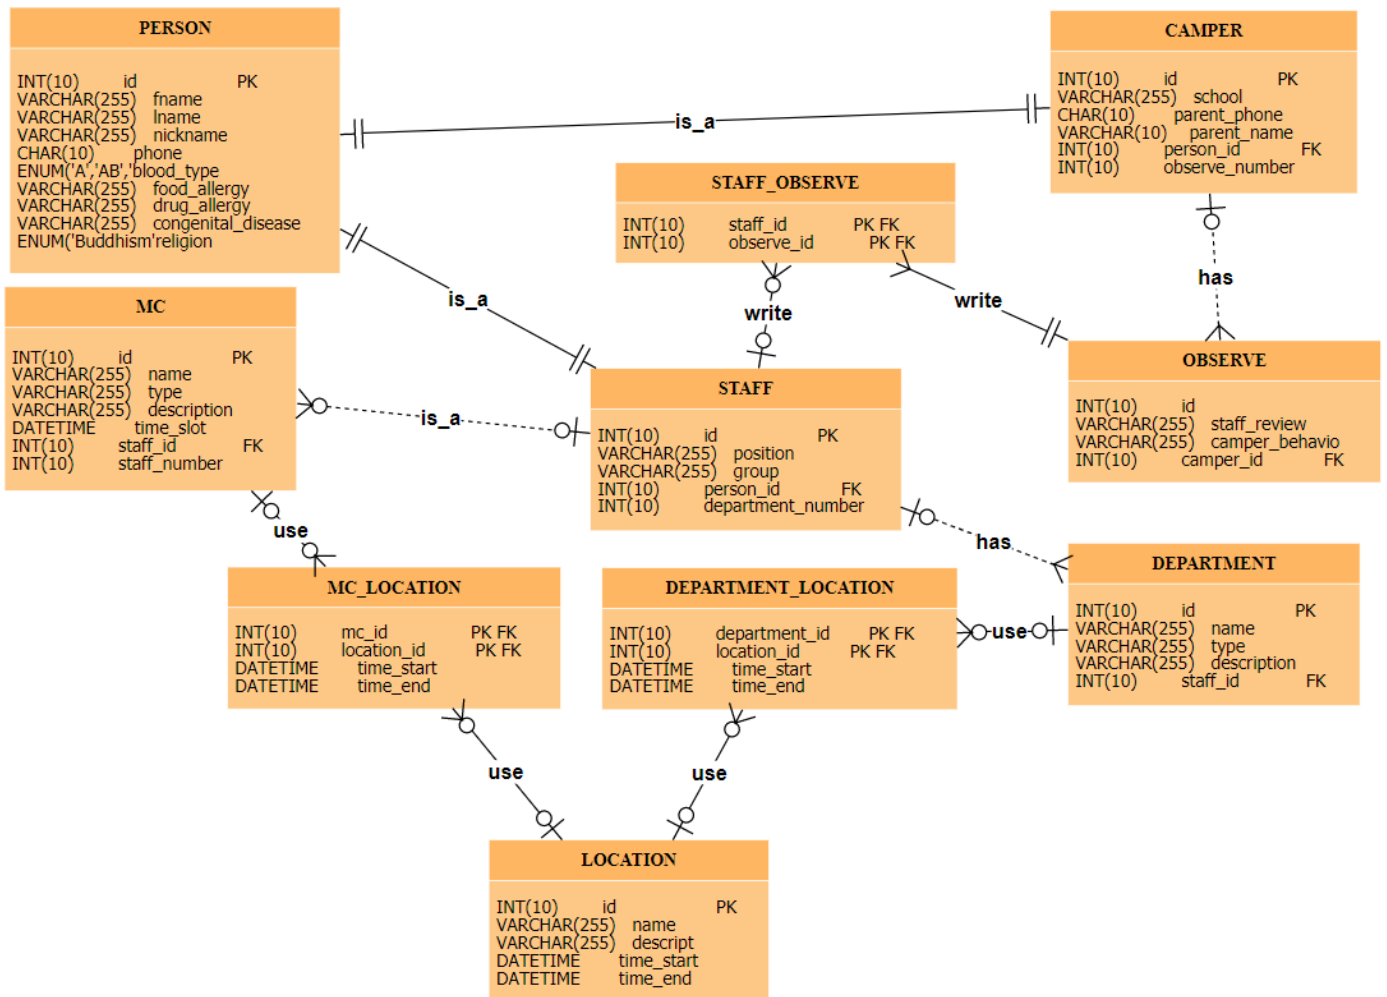 PERSON
INT(10) id PK
VARCHAR(255) fname
VARCHAR(255) lname
VARCHAR(255) nickname
CHAR(10) phone
ENUM('A','AB','blood_type
VARCHAR(255) food_allergy
VARCHAR(255) drug_allergy
VARCHAR(255) congenital_disease
ENUM('Buddhism'religion
is_a
CAMPER
INT(10) id PK
VARCHAR(255) school
CHAR(10) parent_phone
VARCHAR(10) parent_name
INT(10) person_id FK
INT(10) observe_number
STAFF_OBSERVE
INT(10) staff_id PK FK
INT(10) observe_id PK FK
has
write
write
is_a
MC
INT(10) id PK
VARCHAR(255) name
VARCHAR(255) type
VARCHAR(255) description
DATETIME time_slot
INT(10) staff_id FK
INT(10) staff_number
is_a
STAFF
INT(10) id PK
VARCHAR(255) position
VARCHAR(255) group
INT(10) person_id FK
INT(10) department_number
OBSERVE
INT(10) id
VARCHAR(255) staff_review
VARCHAR(255) camper_behavio
INT(10) camper_id FK
use
has
MC_LOCATION
INT(10) mc_id PK FK
INT(10) location_id PK FK
DATETIME time_start
DATETIME time_end
DEPARTMENT_LOCATION
INT(10) department_id PK FK
INT(10) location_id PK FK
DATETIME time_start
DATETIME time_end
use
DEPARTMENT
INT(10) id PK
VARCHAR(255) name
VARCHAR(255) type
VARCHAR(255) description
INT(10) staff_id FK
use
use
LOCATION
INT(10) id PK
VARCHAR(255) name
VARCHAR(255) descript
DATETIME time_start
DATETIME time_end